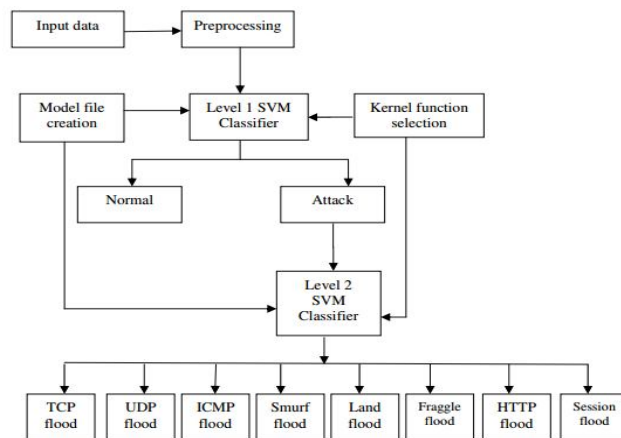 Input data
Preprocessing
Model file
creation
Level 1 SVM
Classifier
Kernel function
selection
Normal
Attack
Level 2
SVM
Classifier
TCP
flood
UDP
flood
ICMP
flood
Smurf
flood
Land
flood
Fraggle
flood
HTTP
flood
Session
flood